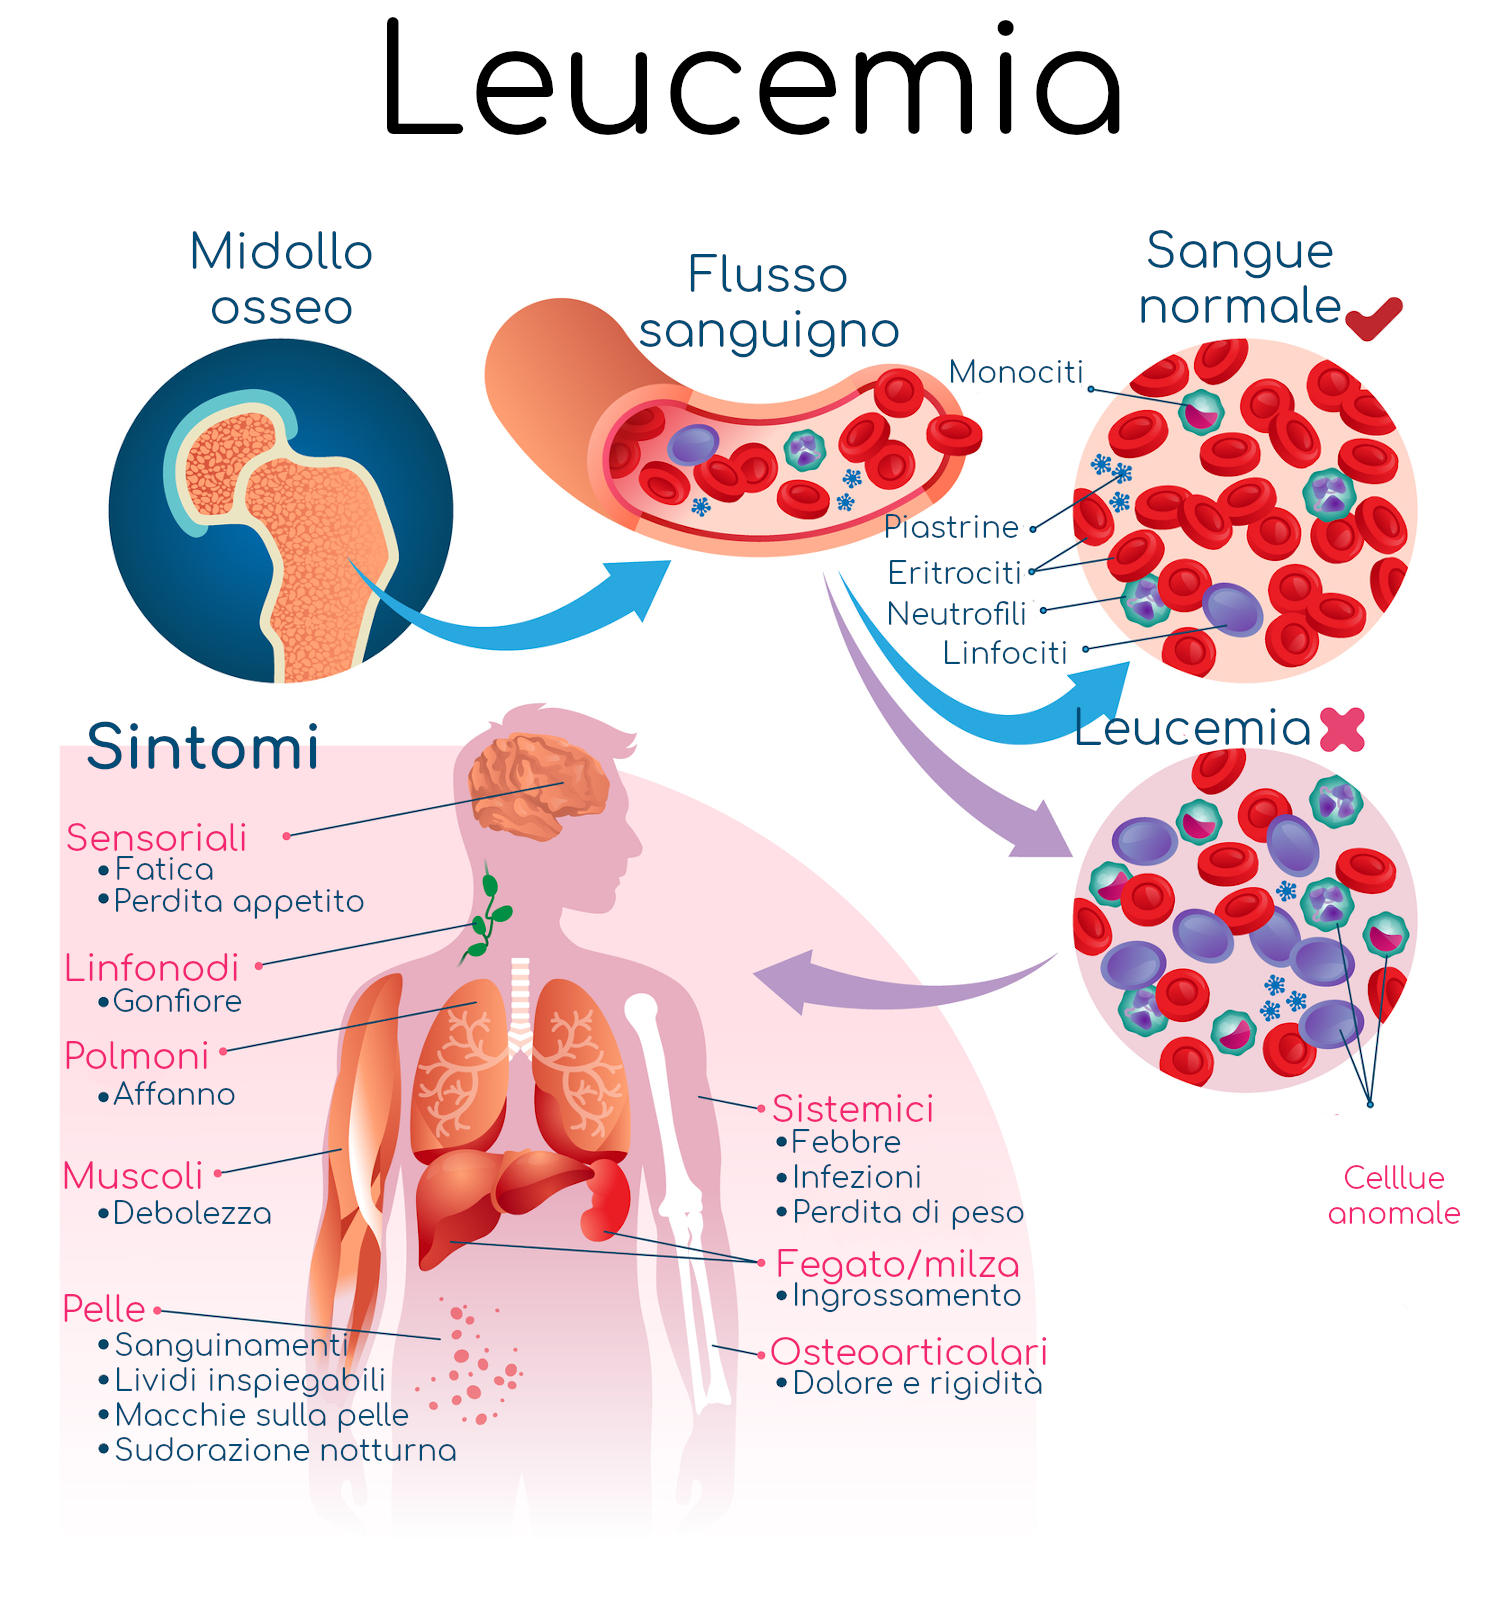 Leucemia
Midollo
osseo
Flusso
sanguigno
Sangue
normale
Monociti
Piastrine
Eritrociti
Neutrofili
Linfociti
Leucemia
Celllue
anomale
Sintomi
Sensoriali
•Fatica
•Perdita appetito
Linfonodi
•Gonfiore
Polmoni
•Affanno
Muscoli
•Debolezza
Pelle
•Sanguinamenti
•Lividi inspiegabili
•Macchie sulla pelle
•Sudorazione notturna
Sistemici
•Febbre
•Infezioni
•Perdita di peso
Fegato/milza
•Ingrossamento
Osteoarticolari
•Dolore e rigidità